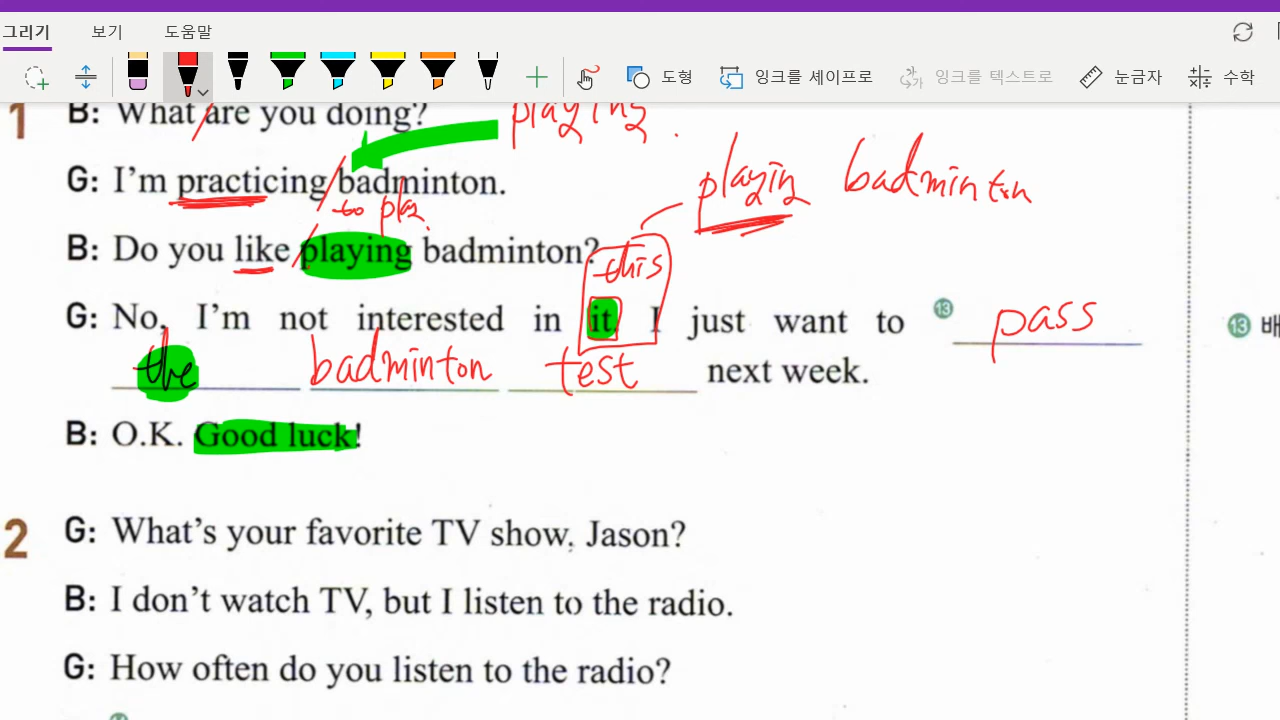 그리기 보기 도움말
도형 잉크를 셰이프로 잉크를 텍스트로 눈금자 수학
1 B: What are you doing? playing.
G: I'm practicing badminton. playing badminton
to play
B: Do you like playing badminton?
this
G: No, I'm not interested in it. I just want to 13 pass
the badminton test next week.
13 배
B: O.K. Good luck!
2 G: What's your favorite TV show, Jason?
B: I don't watch TV, but I listen to the radio.
G: How often do you listen to the radio?